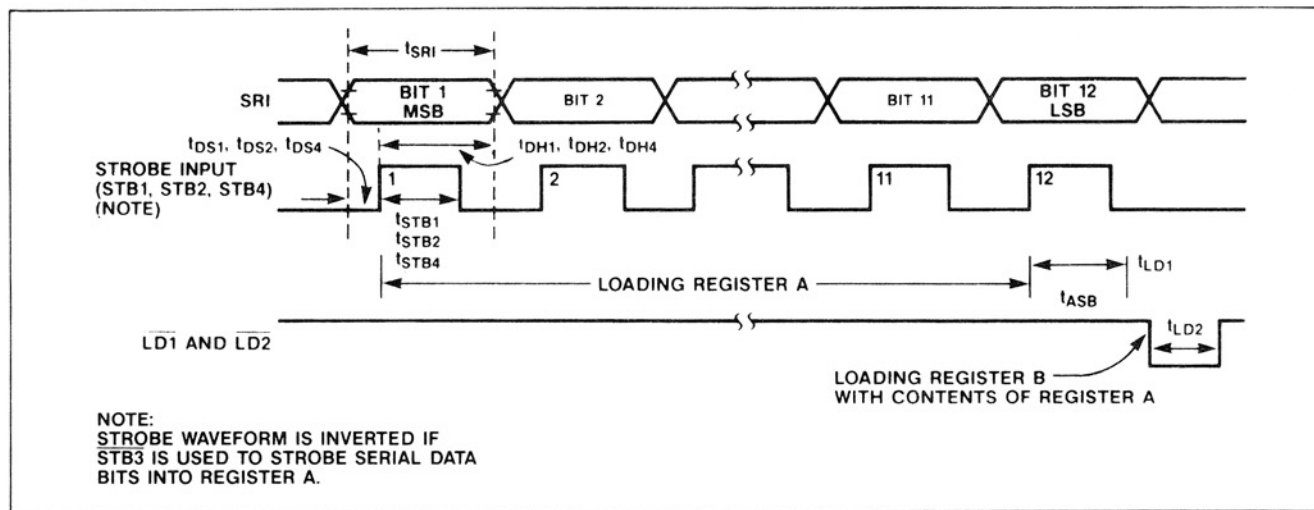 tSRI
SRI
BIT 1
MSB
BIT 2
BIT 11
BIT 12
LSB
tDS1, tDS2, tDS4
tDH1, tDH2, tDH4
STROBE INPUT
(STB1, STB2, STB4)
(NOTE)
1
2
11
12
tSTB1
tSTB2
tSTB4
LOADING REGISTER A
tLD1
tASB
LD1 AND LD2
tLD2
LOADING REGISTER B
WITH CONTENTS OF REGISTER A
NOTE:
STROBE WAVEFORM IS INVERTED IF
STB3 IS USED TO STROBE SERIAL DATA
BITS INTO REGISTER A.